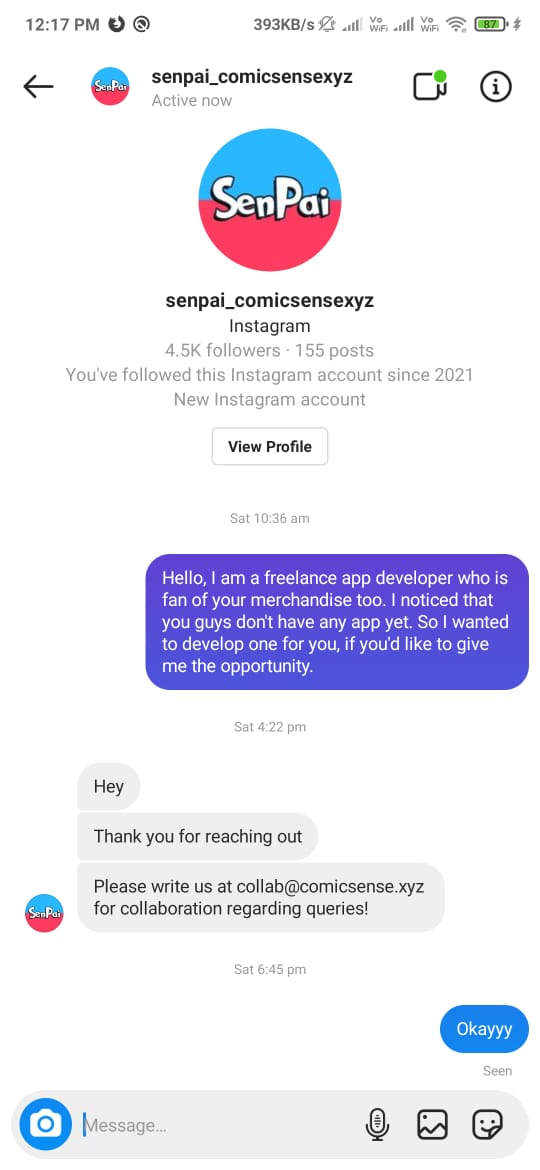 12:17 PM 393KB/s Vo WiFi Vo WiFi 87
SenPai senpai_comicsensexyz
Active now
SenPai
senpai_comicsensexyz
Instagram
4.5K followers · 155 posts
You've followed this Instagram account since 2021
New Instagram account
View Profile
Sat 10:36 am
Hello, I am a freelance app developer who is
fan of your merchandise too. I noticed that
you guys don't have any app yet. So I wanted
to develop one for you, if you'd like to give
me the opportunity.
Sat 4:22 pm
Hey
Thank you for reaching out
Please write us at collab@comicsense.xyz
for collaboration regarding queries!
SenPai
Sat 6:45 pm
Okayyy
Seen
Message...